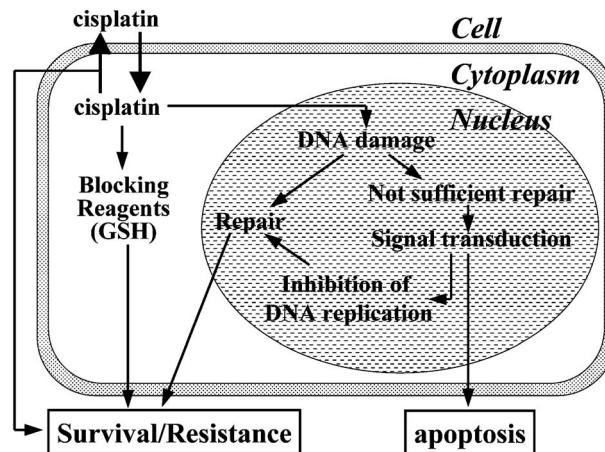 cisplatin
Cell
Cytoplasm
cisplatin
Nucleus
DNA damage
Blocking
Reagents
(GSH)
Not sufficient repair
Repair
Signal transduction
Inhibition of
DNA replication
Survival/Resistance
apoptosis